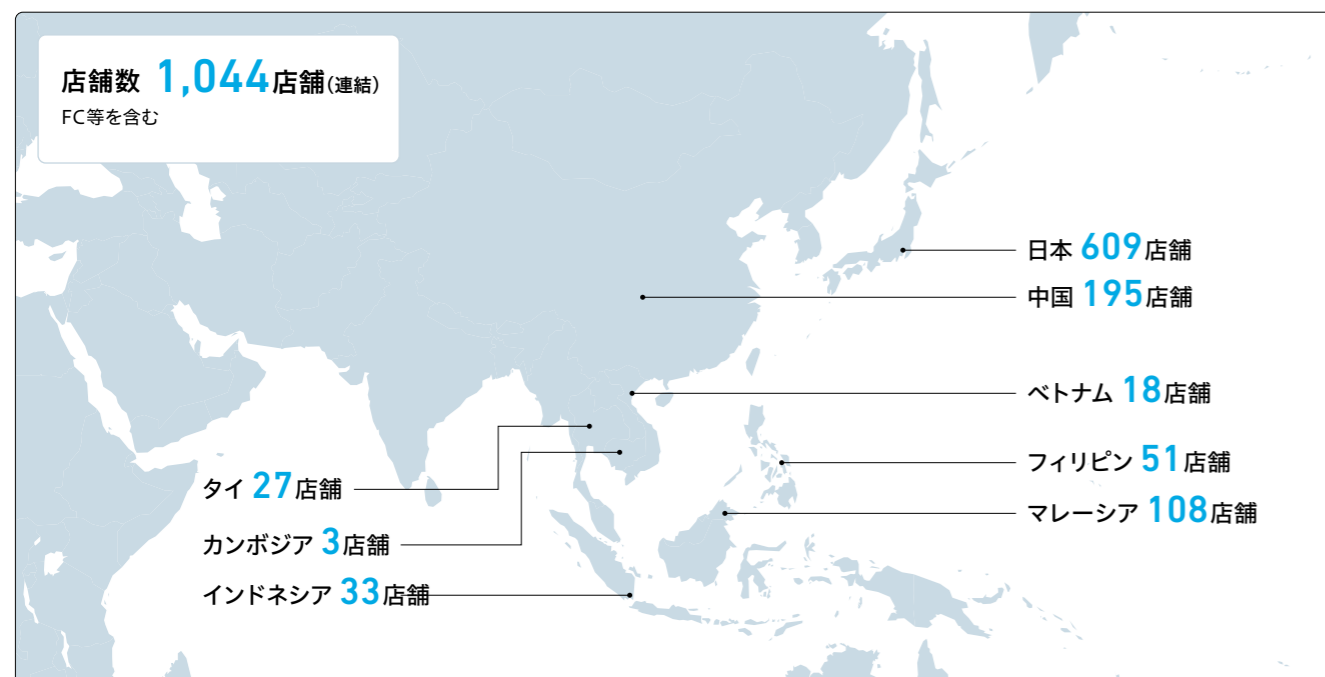 店舗数 1,044店舗(連結)
FC等を含む
日本 609店舗
中国 195店舗
ベトナム 18店舗
フィリピン 51店舗
マレーシア 108店舗
タイ 27店舗
カンボジア 3店舗
インドネシア 33店舗